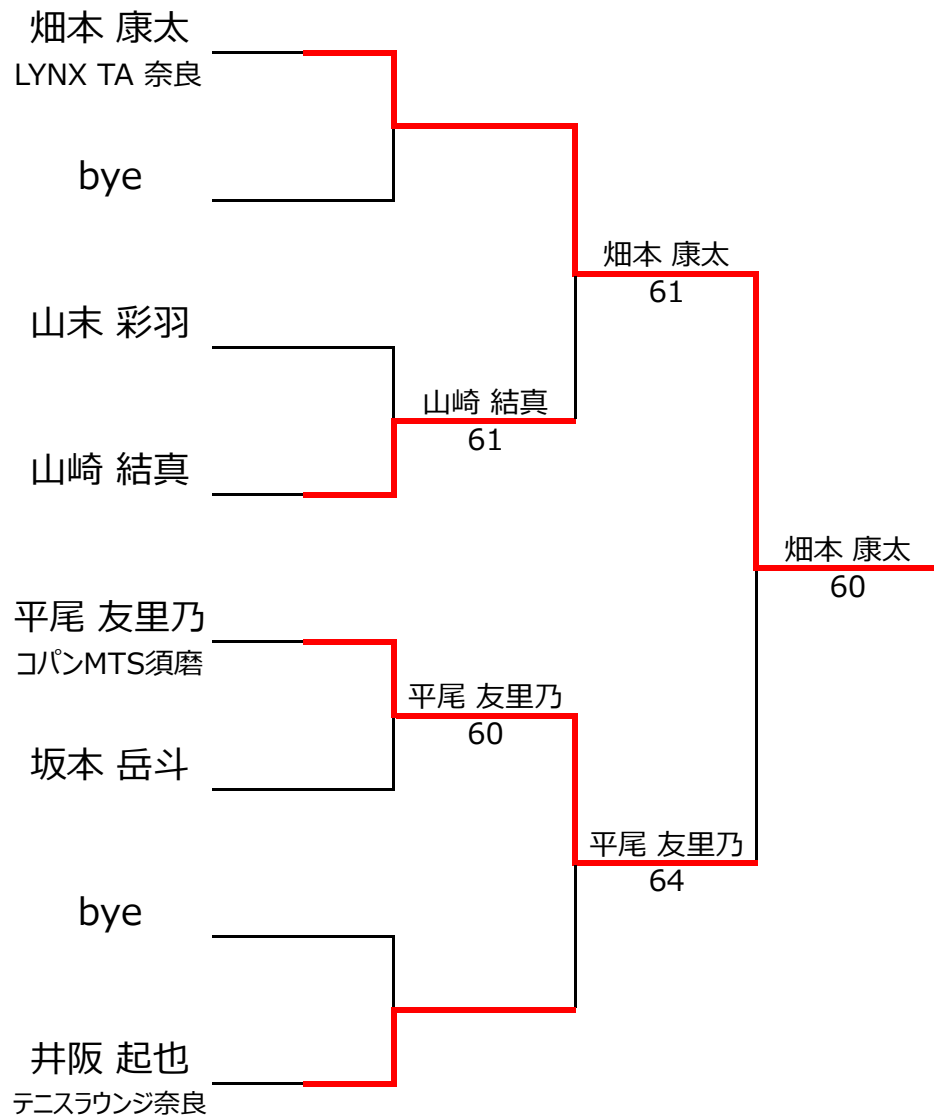 畑本 康太
LYNX TA 奈良
bye
山末 彩羽
山崎 結真
平尾 友里乃
コパンMTS須磨
坂本 岳斗
bye
井阪 起也
テニスラウンジ奈良
山崎 結真
61
平尾 友里乃
60
畑本 康太
61
平尾 友里乃
64
畑本 康太
60